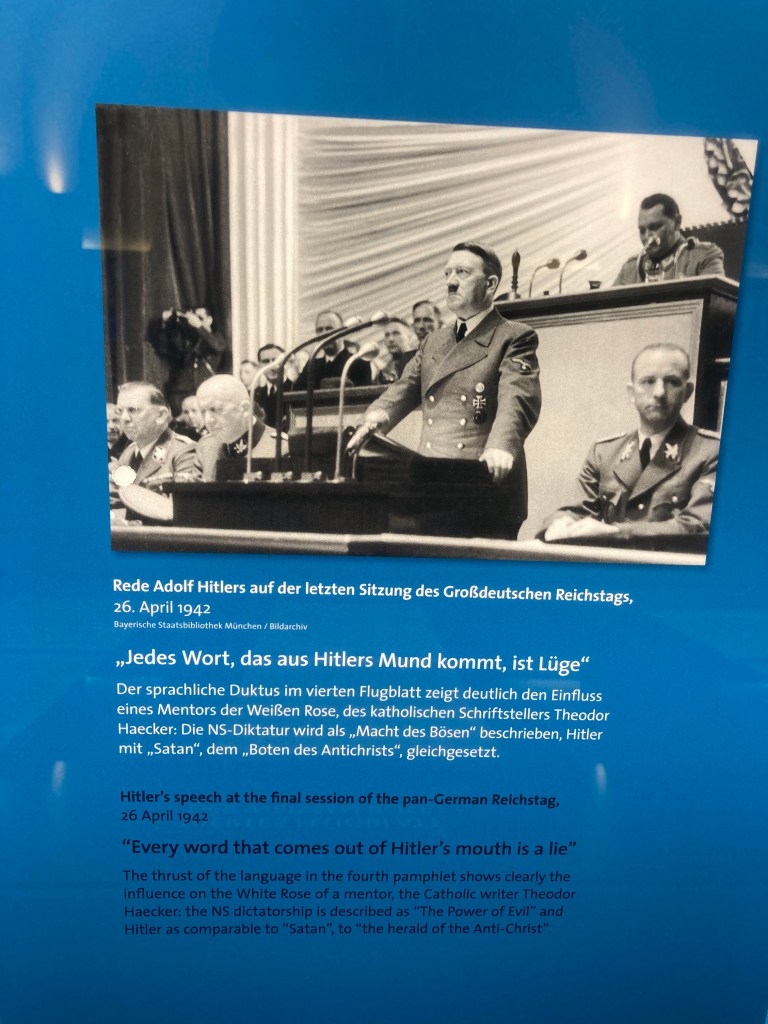 Rede Adolf Hitlers auf der letzten Sitzung des Großdeutschen Reichstags,
26. April 1942
Bayerische Staatsbibliothek München / Bildarchiv
„Jedes Wort, das aus Hitlers Mund kommt, ist Lüge“
Der sprachliche Duktus im vierten Flugblatt zeigt deutlich den Einfluss
eines Mentors der Weißen Rose, des katholischen Schriftstellers Theodor
Haecker: Die NS-Diktatur wird als „Macht des Bösen“ beschrieben, Hitler
mit „Satan“, dem „Boten des Antichrists“, gleichgesetzt.
Hitler’s speech at the final session of the pan-German Reichstag,
26 April 1942
“Every word that comes out of Hitler’s mouth is a lie”
The thrust of the language in the fourth pamphlet shows clearly the
influence on the White Rose of a mentor, the Catholic writer Theodor
Haecker: the NS dictatorship is described as “The Power of Evil” and
Hitler as comparable to “Satan”, to “the herald of the Anti-Christ”.